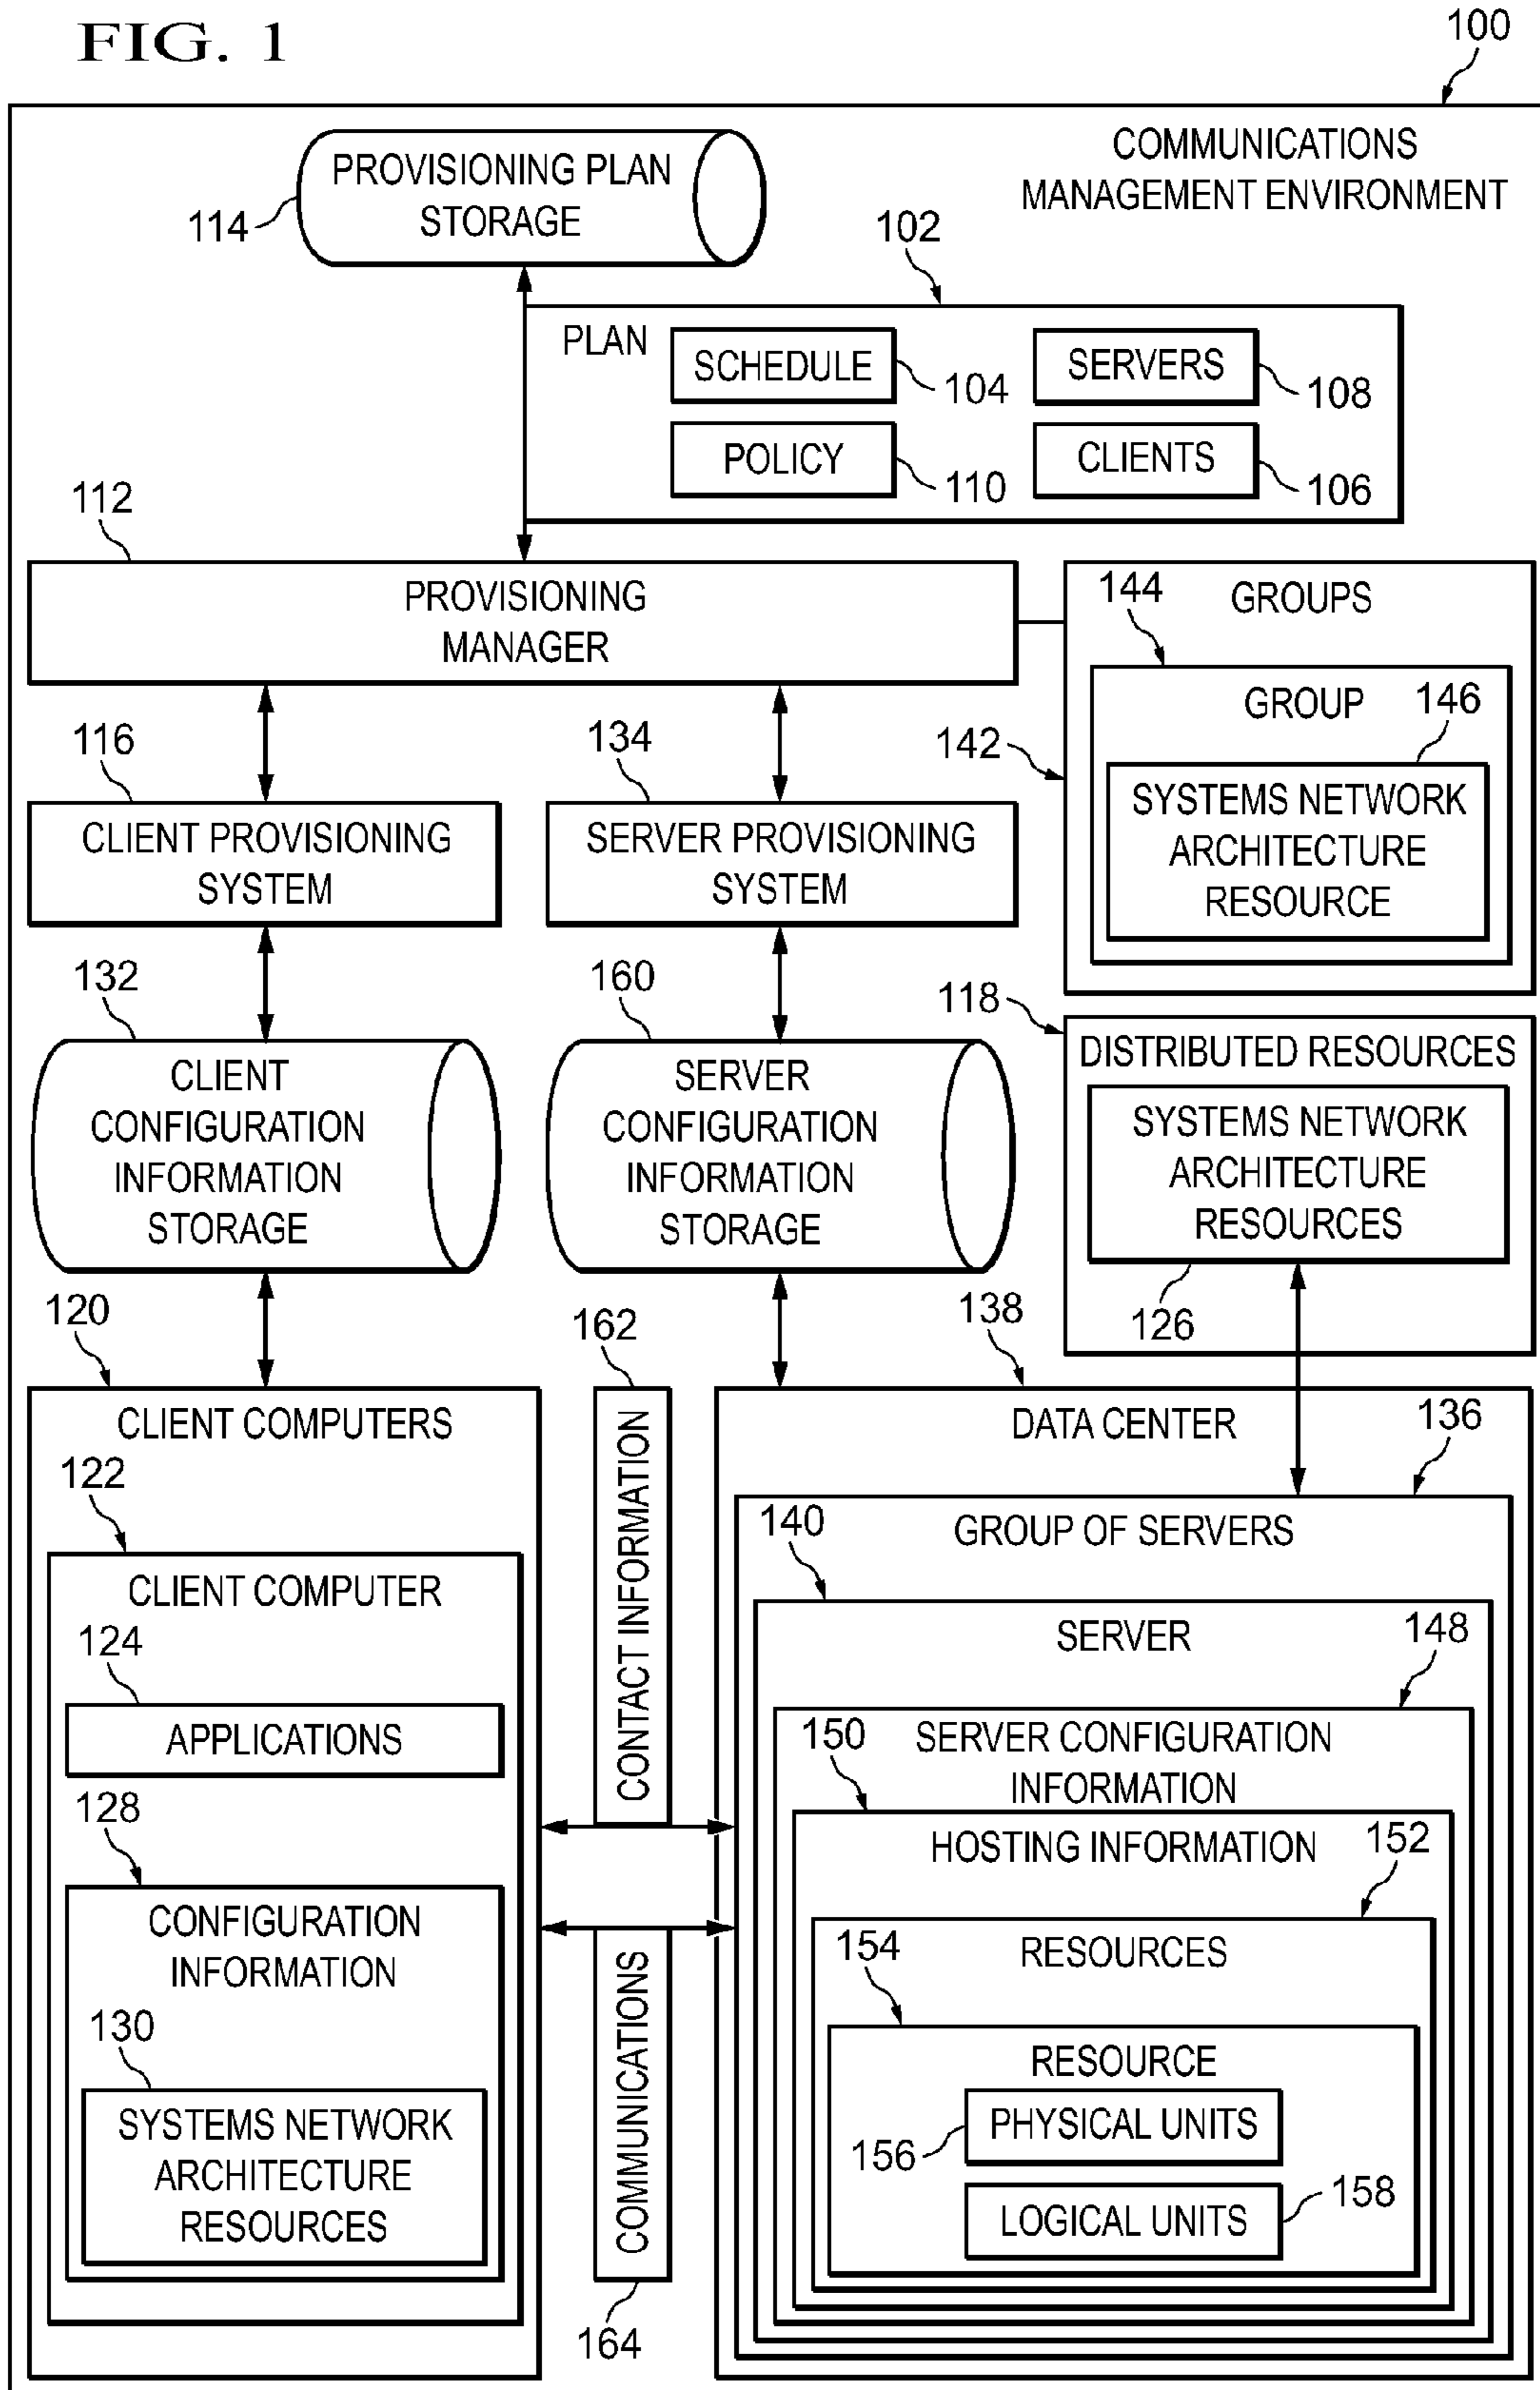 FIG. 1
100
COMMUNICATIONS
MANAGEMENT ENVIRONMENT
PROVISIONING PLAN
STORAGE
114
102
PLAN
SCHEDULE
104
SERVERS
108
POLICY
110
CLIENTS
106
112
PROVISIONING
MANAGER
GROUPS
144
GROUP
146
142
SYSTEMS NETWORK
ARCHITECTURE
RESOURCE
116
CLIENT PROVISIONING
SYSTEM
134
SERVER PROVISIONING
SYSTEM
132
CLIENT
CONFIGURATION
INFORMATION
STORAGE
160
SERVER
CONFIGURATION
INFORMATION
STORAGE
118
DISTRIBUTED RESOURCES
SYSTEMS NETWORK
ARCHITECTURE
RESOURCES
126
120
CLIENT COMPUTERS
122
CLIENT COMPUTER
124
APPLICATIONS
128
CONFIGURATION
INFORMATION
130
SYSTEMS NETWORK
ARCHITECTURE
RESOURCES
162
CONTACT INFORMATION
COMMUNICATIONS
164
138
DATA CENTER
136
GROUP OF SERVERS
140
SERVER
148
SERVER CONFIGURATION
INFORMATION
150
HOSTING INFORMATION
152
RESOURCES
154
RESOURCE
PHYSICAL UNITS
156
LOGICAL UNITS
158